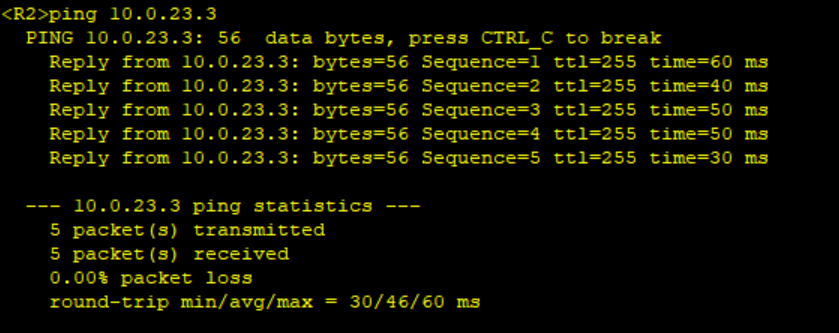 <R2>ping 10.0.23.3
PING 10.0.23.3: 56  data bytes, press CTRL_C to break
Reply from 10.0.23.3: bytes=56 Sequence=1 ttl=255 time=60 ms
Reply from 10.0.23.3: bytes=56 Sequence=2 ttl=255 time=40 ms
Reply from 10.0.23.3: bytes=56 Sequence=3 ttl=255 time=50 ms
Reply from 10.0.23.3: bytes=56 Sequence=4 ttl=255 time=50 ms
Reply from 10.0.23.3: bytes=56 Sequence=5 ttl=255 time=30 ms
--- 10.0.23.3 ping statistics ---
5 packet(s) transmitted
5 packet(s) received
0.00% packet loss
round-trip min/avg/max = 30/46/60 ms